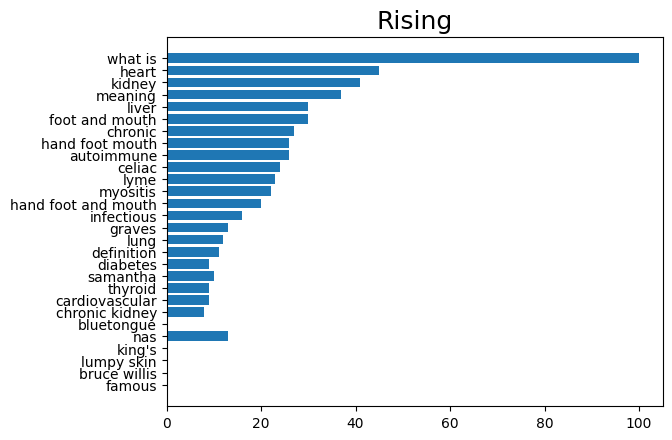 Rising
what is
heart
kidney
meaning
liver
foot and mouth
chronic
hand foot mouth
autoimmune
celiac
lyme
myositis
hand foot and mouth
infectious
graves
lung
definition
diabetes
samantha
thyroid
cardiovascular
chronic kidney
bluetongue
nas
king's
lumpy skin
bruce willis
famous
0 20 40 60 80 100